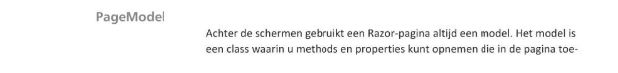 PageModel
Achter de schermen gebruikt een Razor-pagina altijd een model. Het model is
een class waarin u methods en properties kunt opnemen die in de pagina toe-